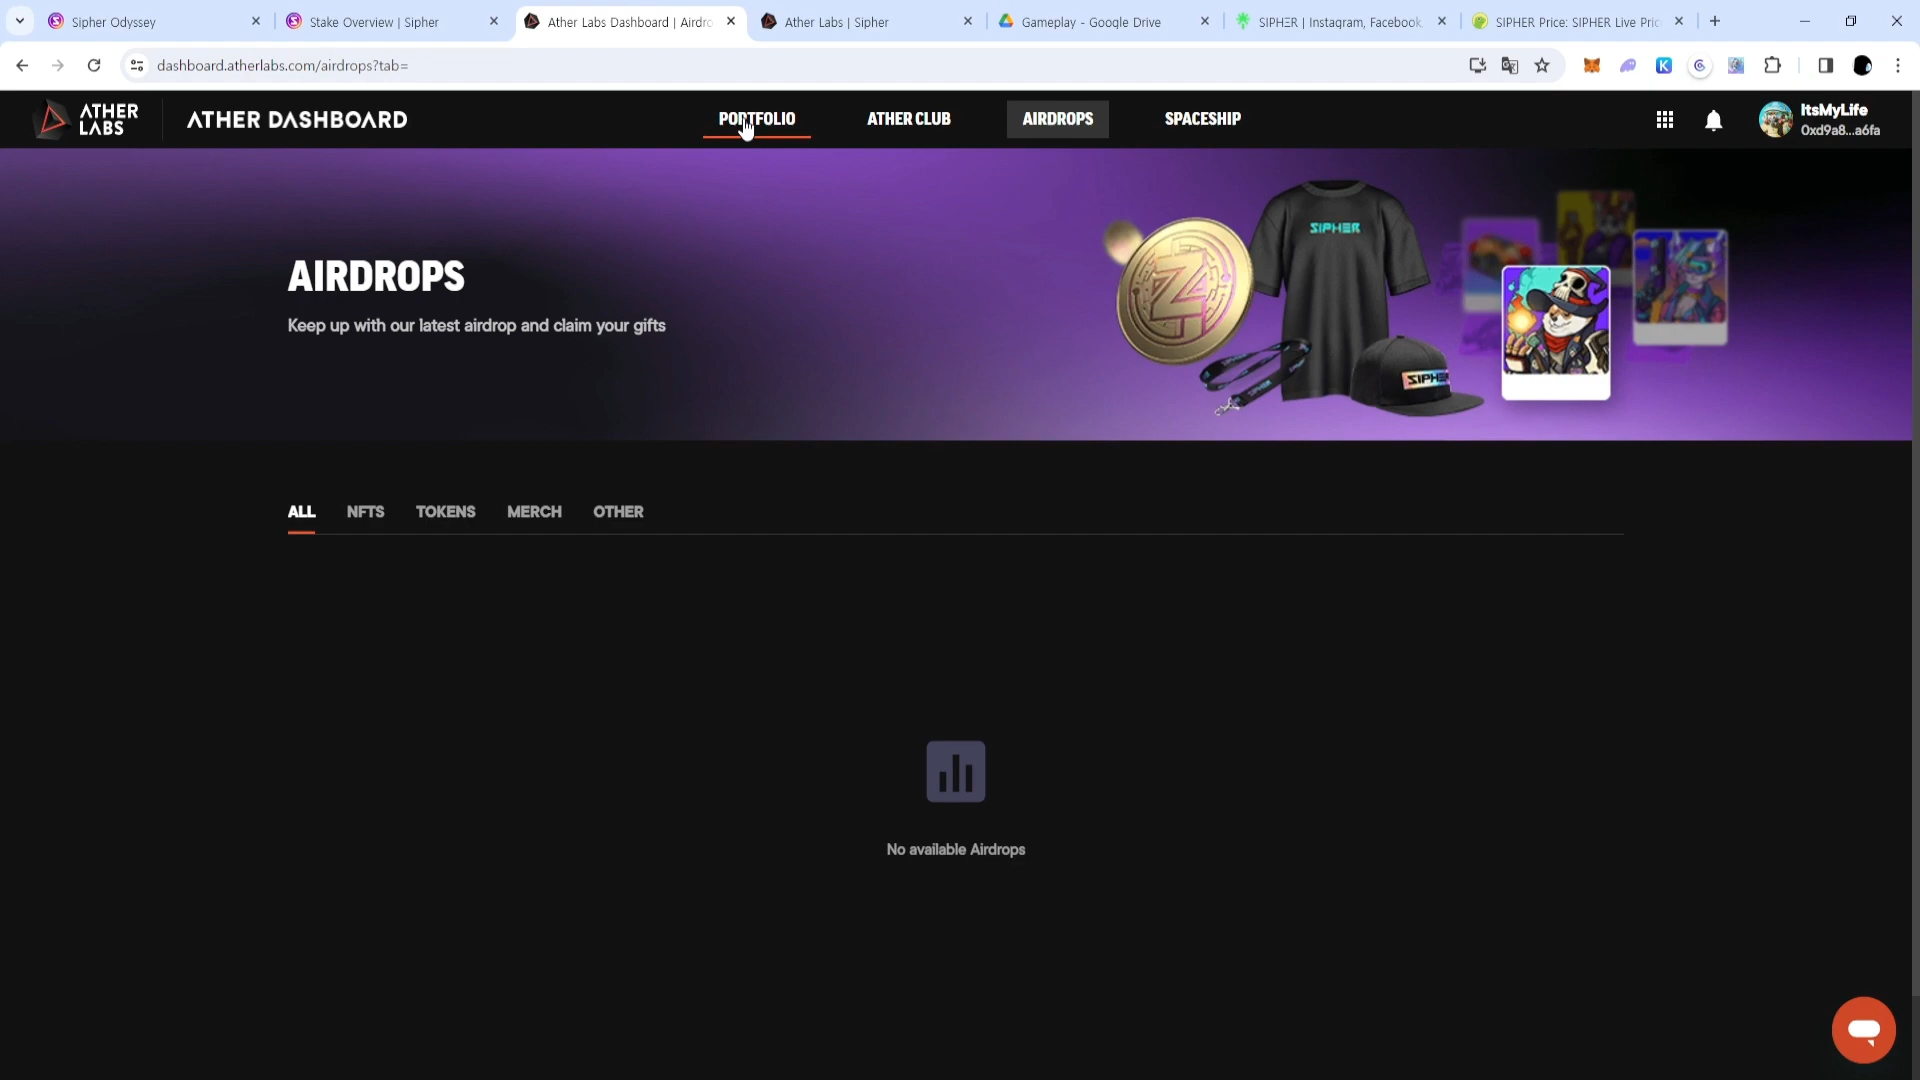 Sipher Odyssey
Stake Overview | Sipher
Ather Labs Dashboard | Airdro
Ather Labs | Sipher
Gameplay - Google Drive
SIPHER | Instagram, Facebook,
SIPHER Price: SIPHER Live Pric
dashboard.atherlabs.com/airdrops?tab=
ATHER
LABS
ATHER DASHBOARD
PORTFOLIO
ATHER CLUB
AIRDROPS
SPACESHIP
ItsMyLife
0xd9a8...a6fa
AIRDROPS
Keep up with our latest airdrop and claim your gifts
SIPHER
SIPHER
ALL
NFTS
TOKENS
MERCH
OTHER
No available Airdrops